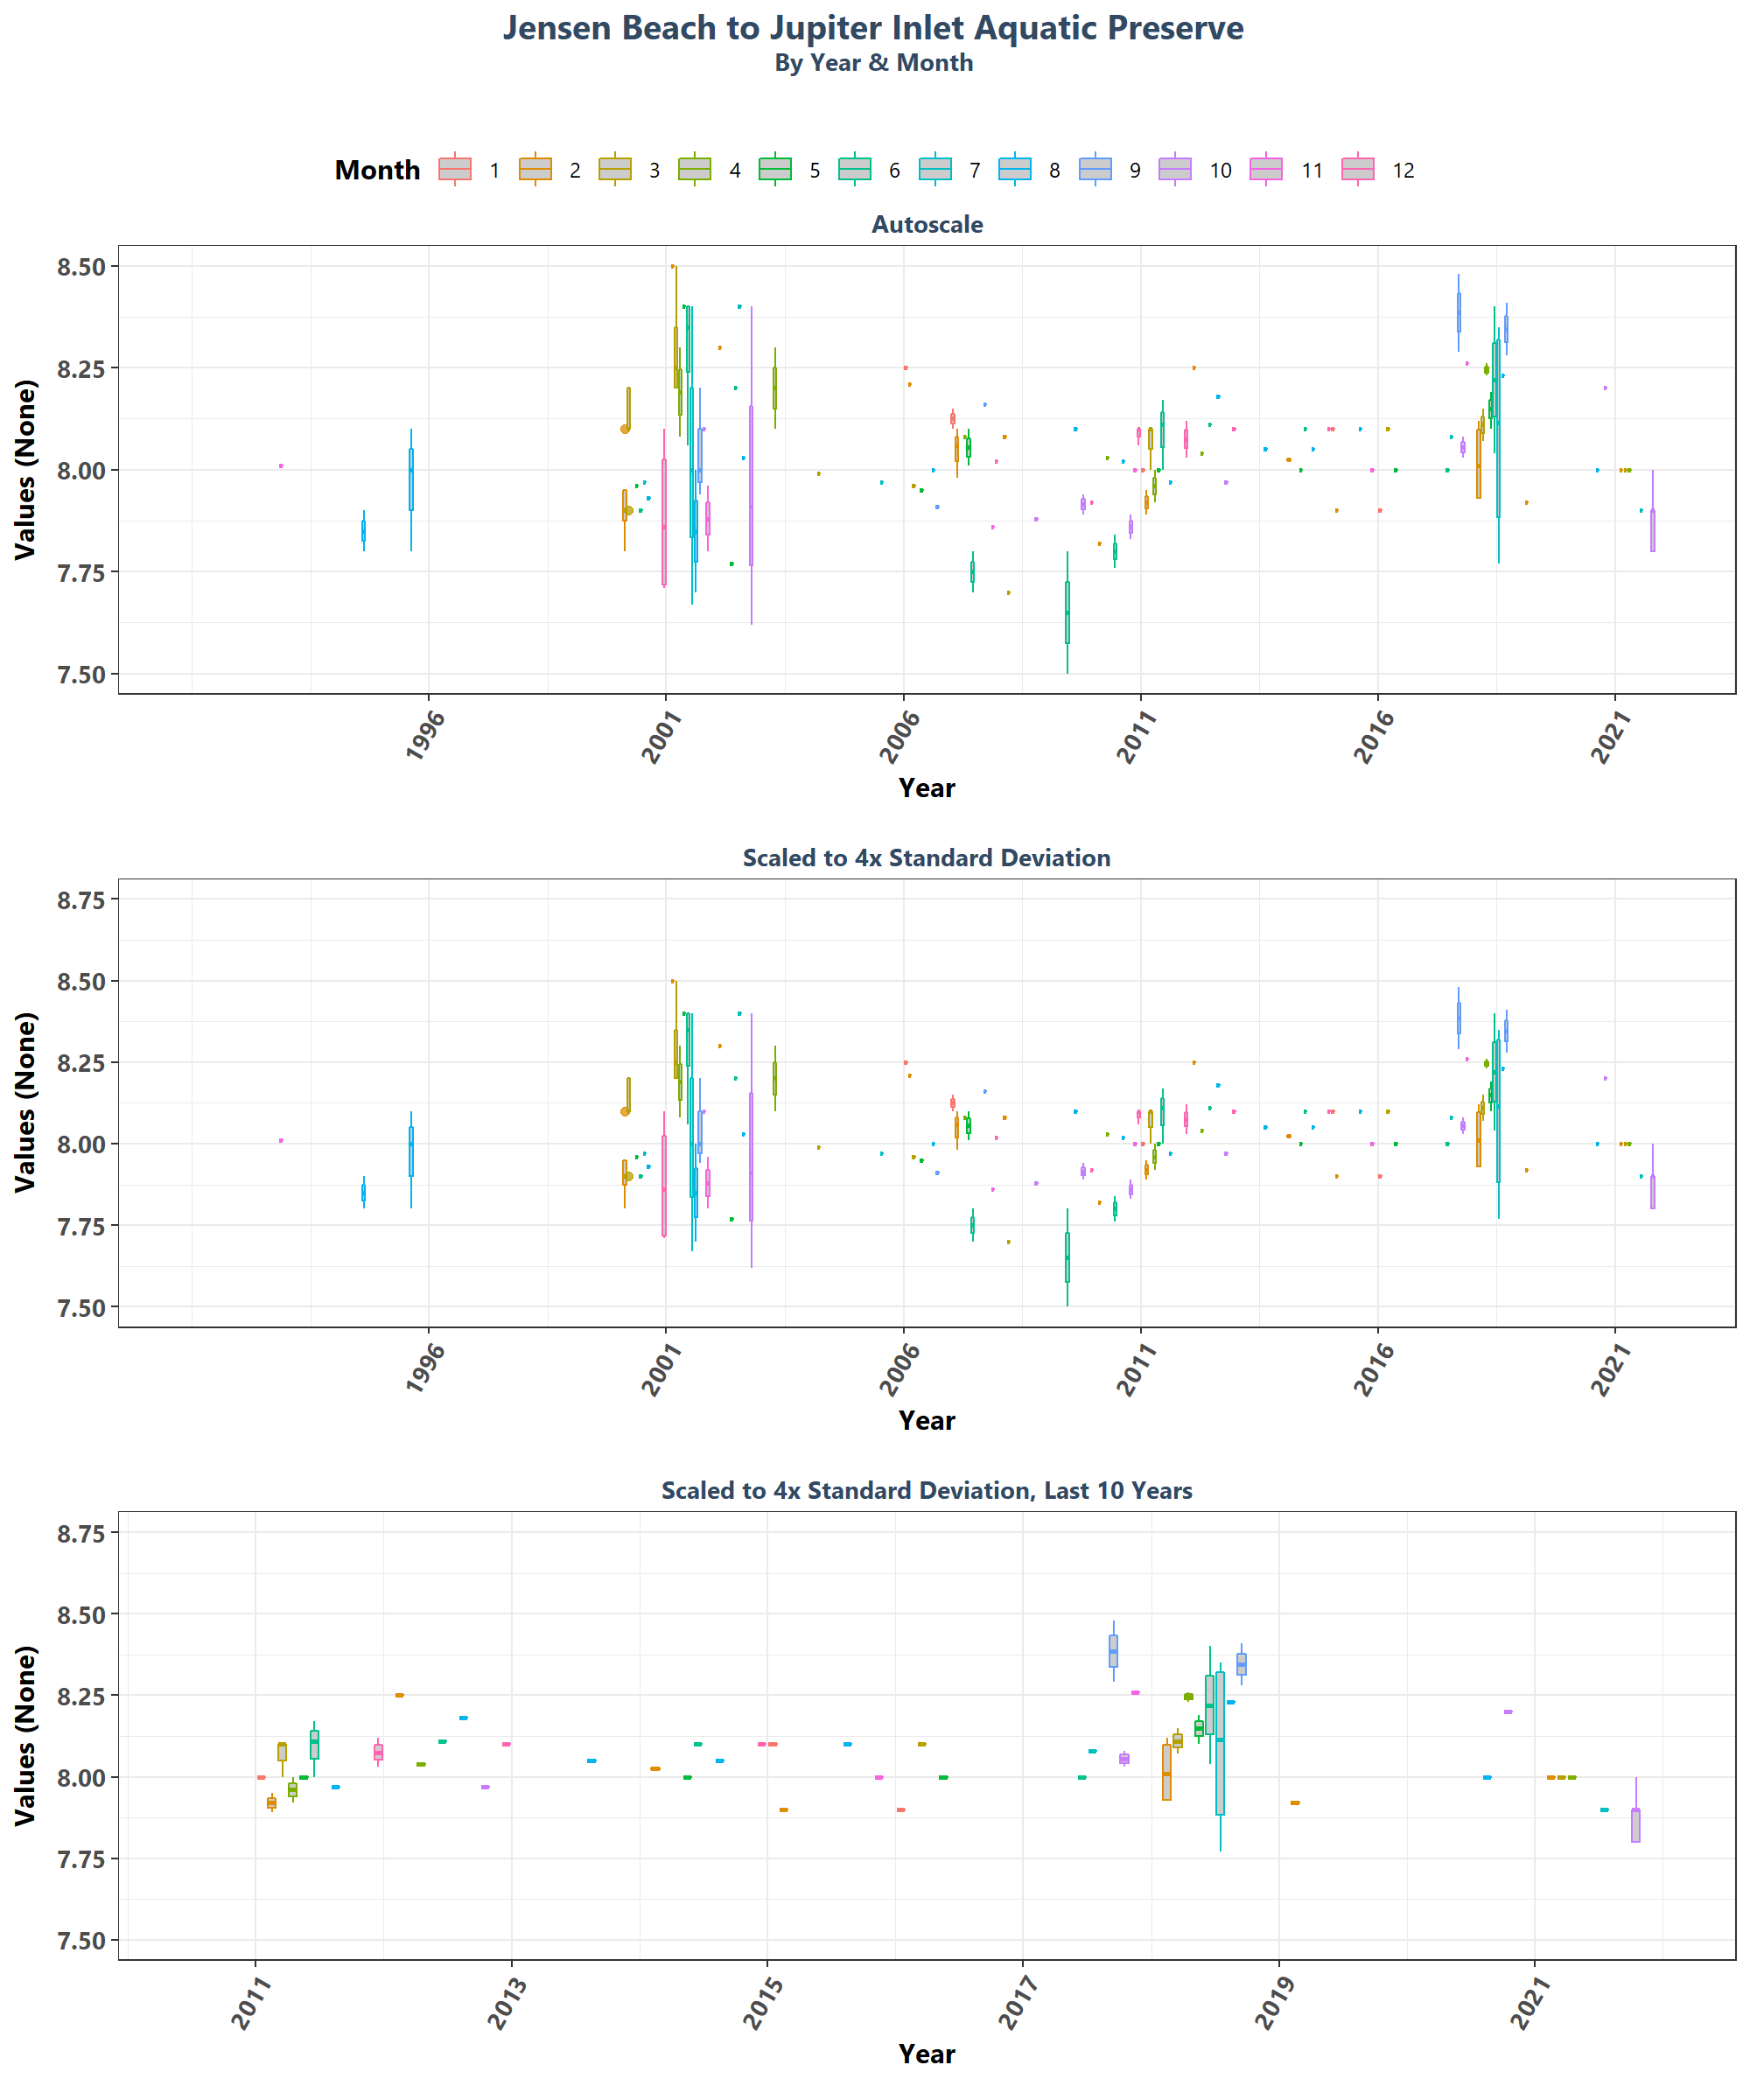 Jensen Beach to Jupiter Inlet Aquatic Preserve
By Year & Month
Month 1 2 3 4 5 6 7 8 9 10 11 12
Autoscale
8.50
8.25
8.00
7.75
7.50
Values (None)
1996 2001 2006 2011 2016 2021
Year
Scaled to 4x Standard Deviation
8.75
8.50
8.25
8.00
7.75
7.50
Values (None)
1996 2001 2006 2011 2016 2021
Year
Scaled to 4x Standard Deviation, Last 10 Years
8.75
8.50
8.25
8.00
7.75
7.50
Values (None)
2011 2013 2015 2017 2019 2021
Year